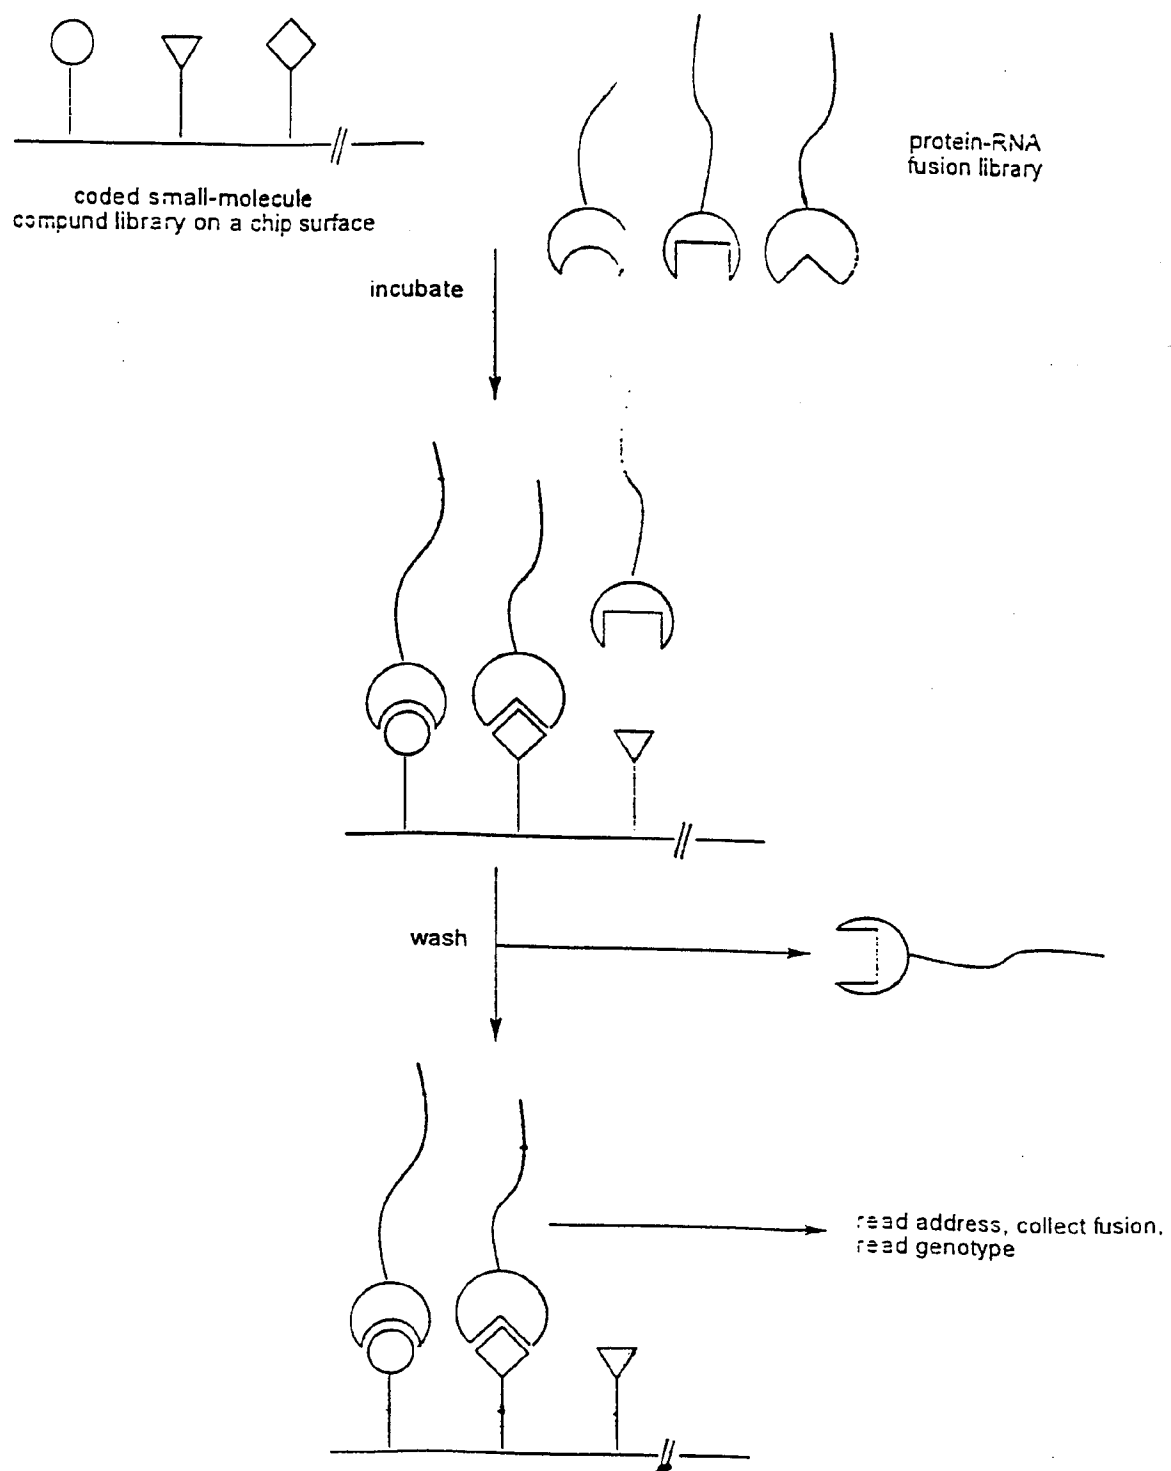 coded small-molecule
compund library on a chip surface
protein-RNA
fusion library
incubate
wash
read address, collect fusion,
read genotype